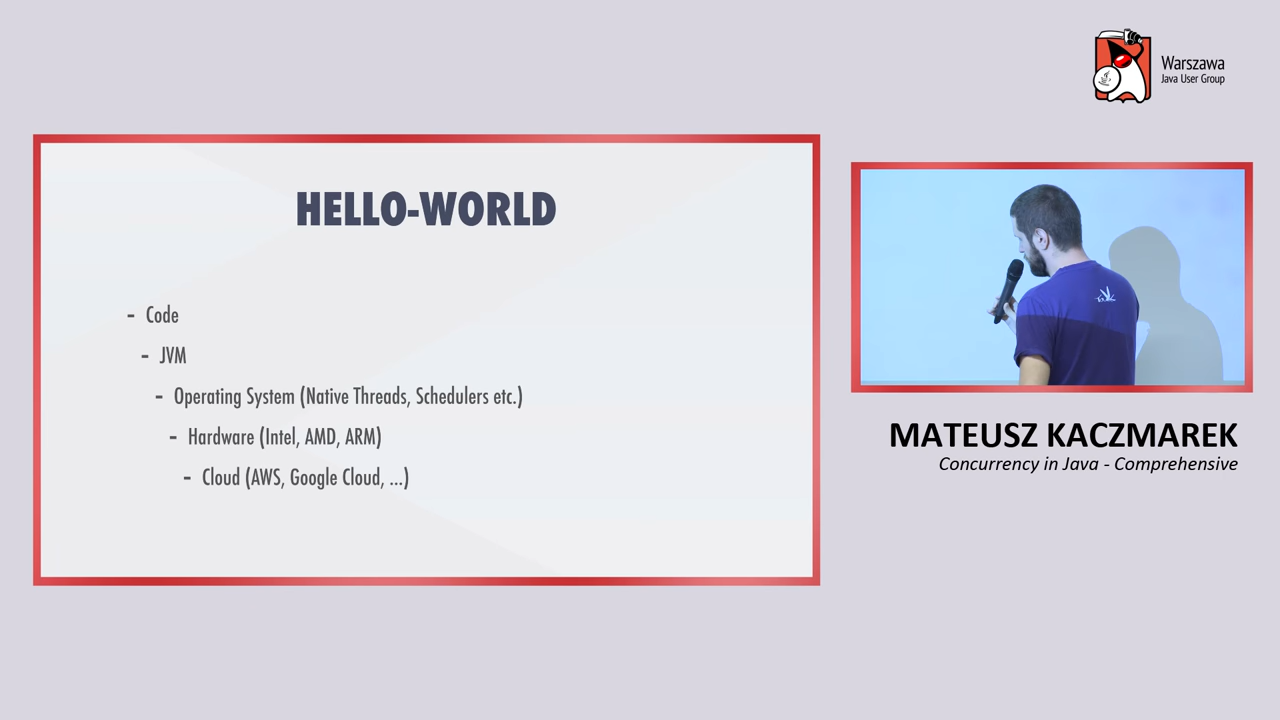 Warszawa
Java User Group
HELLO-WORLD
- Code
- JVM
- Operating System (Native Threads, Schedulers etc.)
- Hardware (Intel, AMD, ARM)
- Cloud (AWS, Google Cloud, ...)
MATEUSZ KACZMAREK
Concurrency in Java - Comprehensive